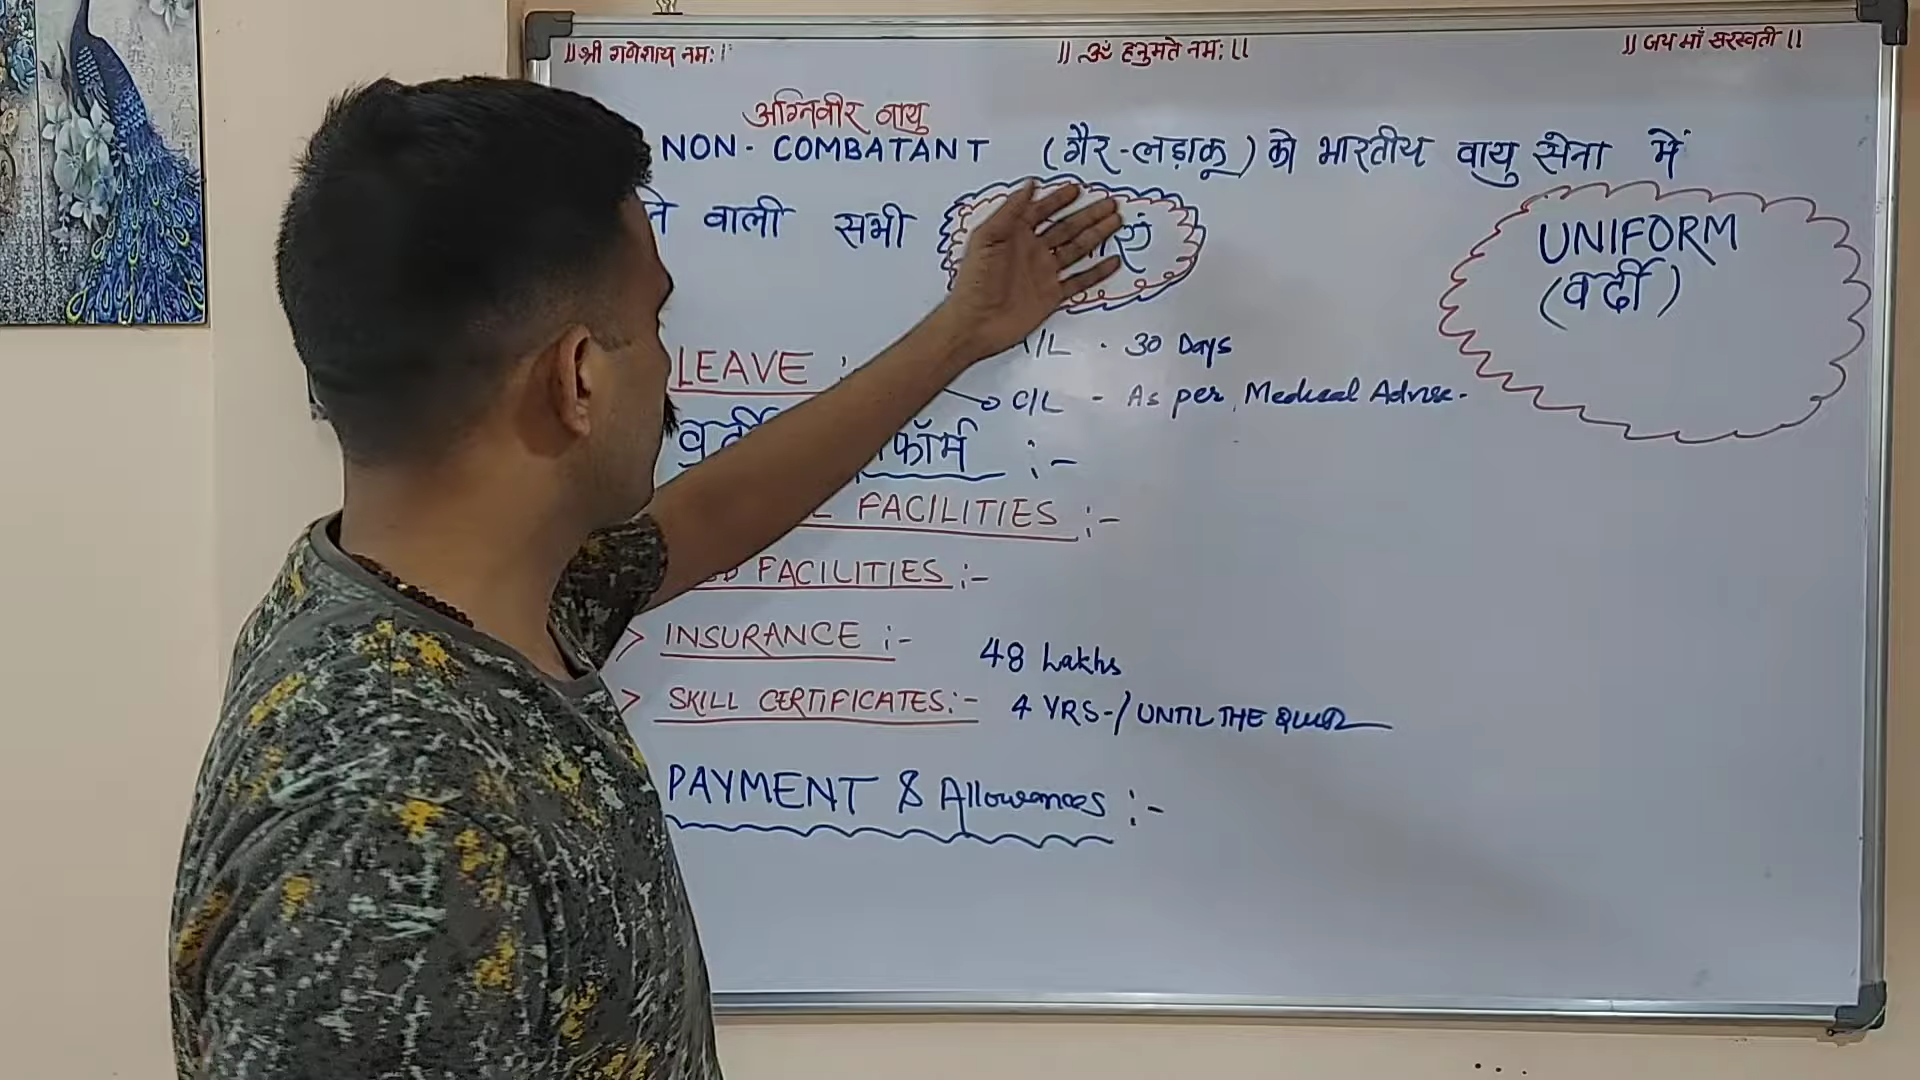 ॥ श्री गणेशाय नमः ॥
॥ ॐ हनुमते नमः ॥
॥ जय माँ सरस्वती ॥
अग्निवीर वायु
NON-COMBATANT (गैर-लड़ाकू) को भारतीय वायु सेना में
वाली सभी
UNIFORM
(वर्दी)
LEAVE :
/L - 30 Days
C/L - As per Medical Advise.
फॉर्म :-
FACILITIES :-
FACILITIES :-
> INSURANCE :- 48 Lakhs
> SKILL CERTIFICATES:- 4 YRS-/ UNTIL THE
PAYMENT & Allowances :-